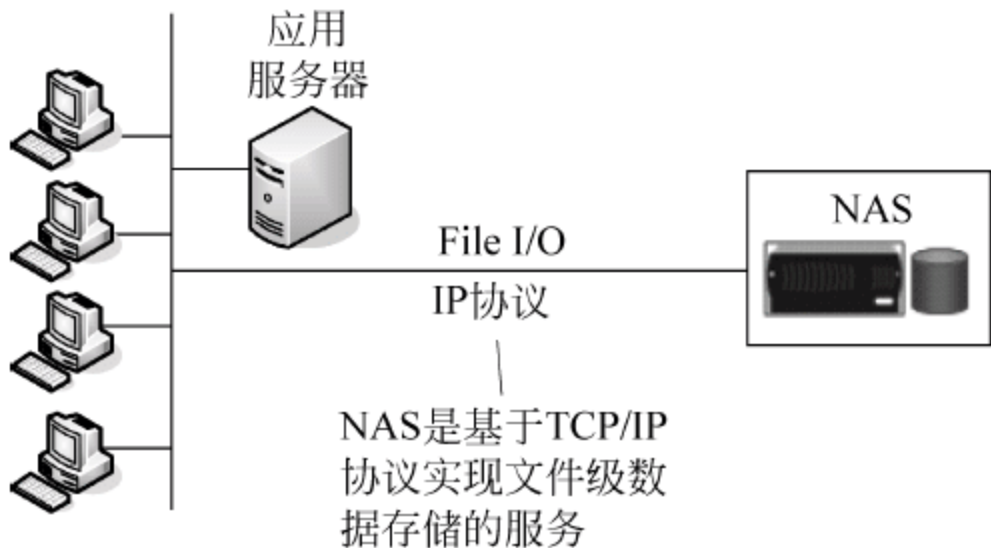 应用
服务器
NAS
File I/O
IP协议
NAS是基于TCP/IP
协议实现文件级数
据存储的服务